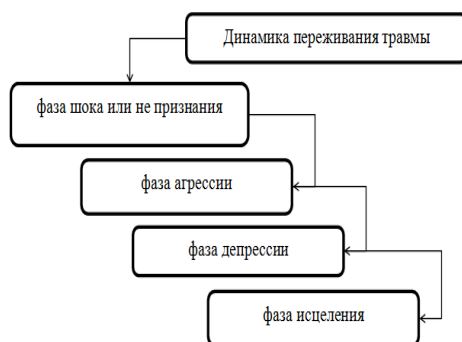 Динамика переживания травмы
фаза шока или не признания
фаза агрессии
фаза депрессии
фаза исцеления